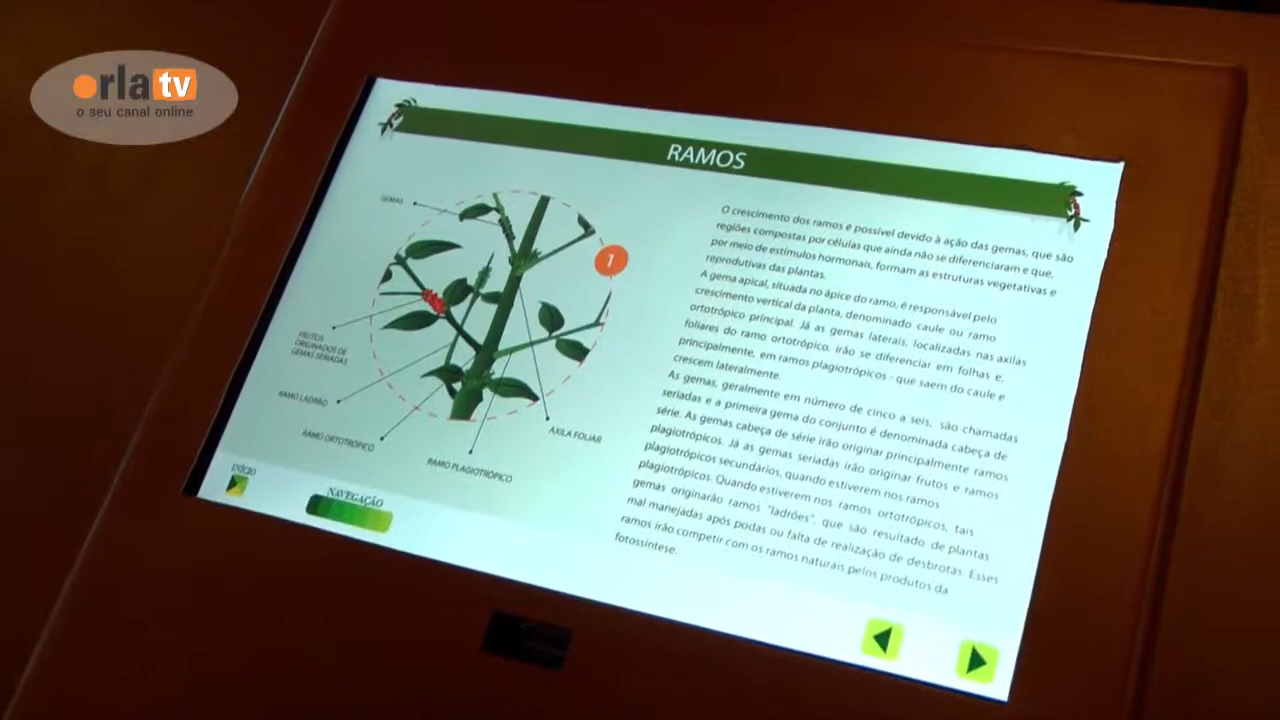 orla tv
o seu canal online
RAMOS
GEMAS
1
FRUTOS
ORIGINADOS DE
GEMAS SERIADAS
RAMO LADRÃO
RAMO ORTOTRÓPICO
RAMO PLAGIOTRÓPICO
AXILA FOLIAR
O crescimento dos ramos é possível devido à ação das gemas, que são
regiões compostas por células que ainda não se diferenciaram e que,
por meio de estímulos hormonais, formam as estruturas vegetativas e
reprodutivas das plantas.
A gema apical, situada no ápice do ramo, é responsável pelo
crescimento vertical da planta, denominado caule ou ramo
ortotrópico principal. Já as gemas laterais, localizadas nas axilas
foliares do ramo ortotrópico, irão se diferenciar em folhas e,
principalmente, em ramos plagiotrópicos - que saem do caule e
crescem lateralmente.
As gemas, geralmente em número de cinco a seis, são chamadas
seriadas e a primeira gema do conjunto é denominada cabeça de
série. As gemas cabeça de série irão originar principalmente ramos
plagiotrópicos. Já as gemas seriadas irão originar frutos e ramos
plagiotrópicos secundários, quando estiverem nos ramos
plagiotrópicos. Quando estiverem nos ramos ortotrópicos, tais
gemas originarão ramos "ladrões", que são resultado de plantas
mal manejadas após podas ou falta de realização de desbrotas. Esses
ramos irão competir com os ramos naturais pelos produtos da
fotossíntese.
INÍCIO
NAVEGAÇÃO